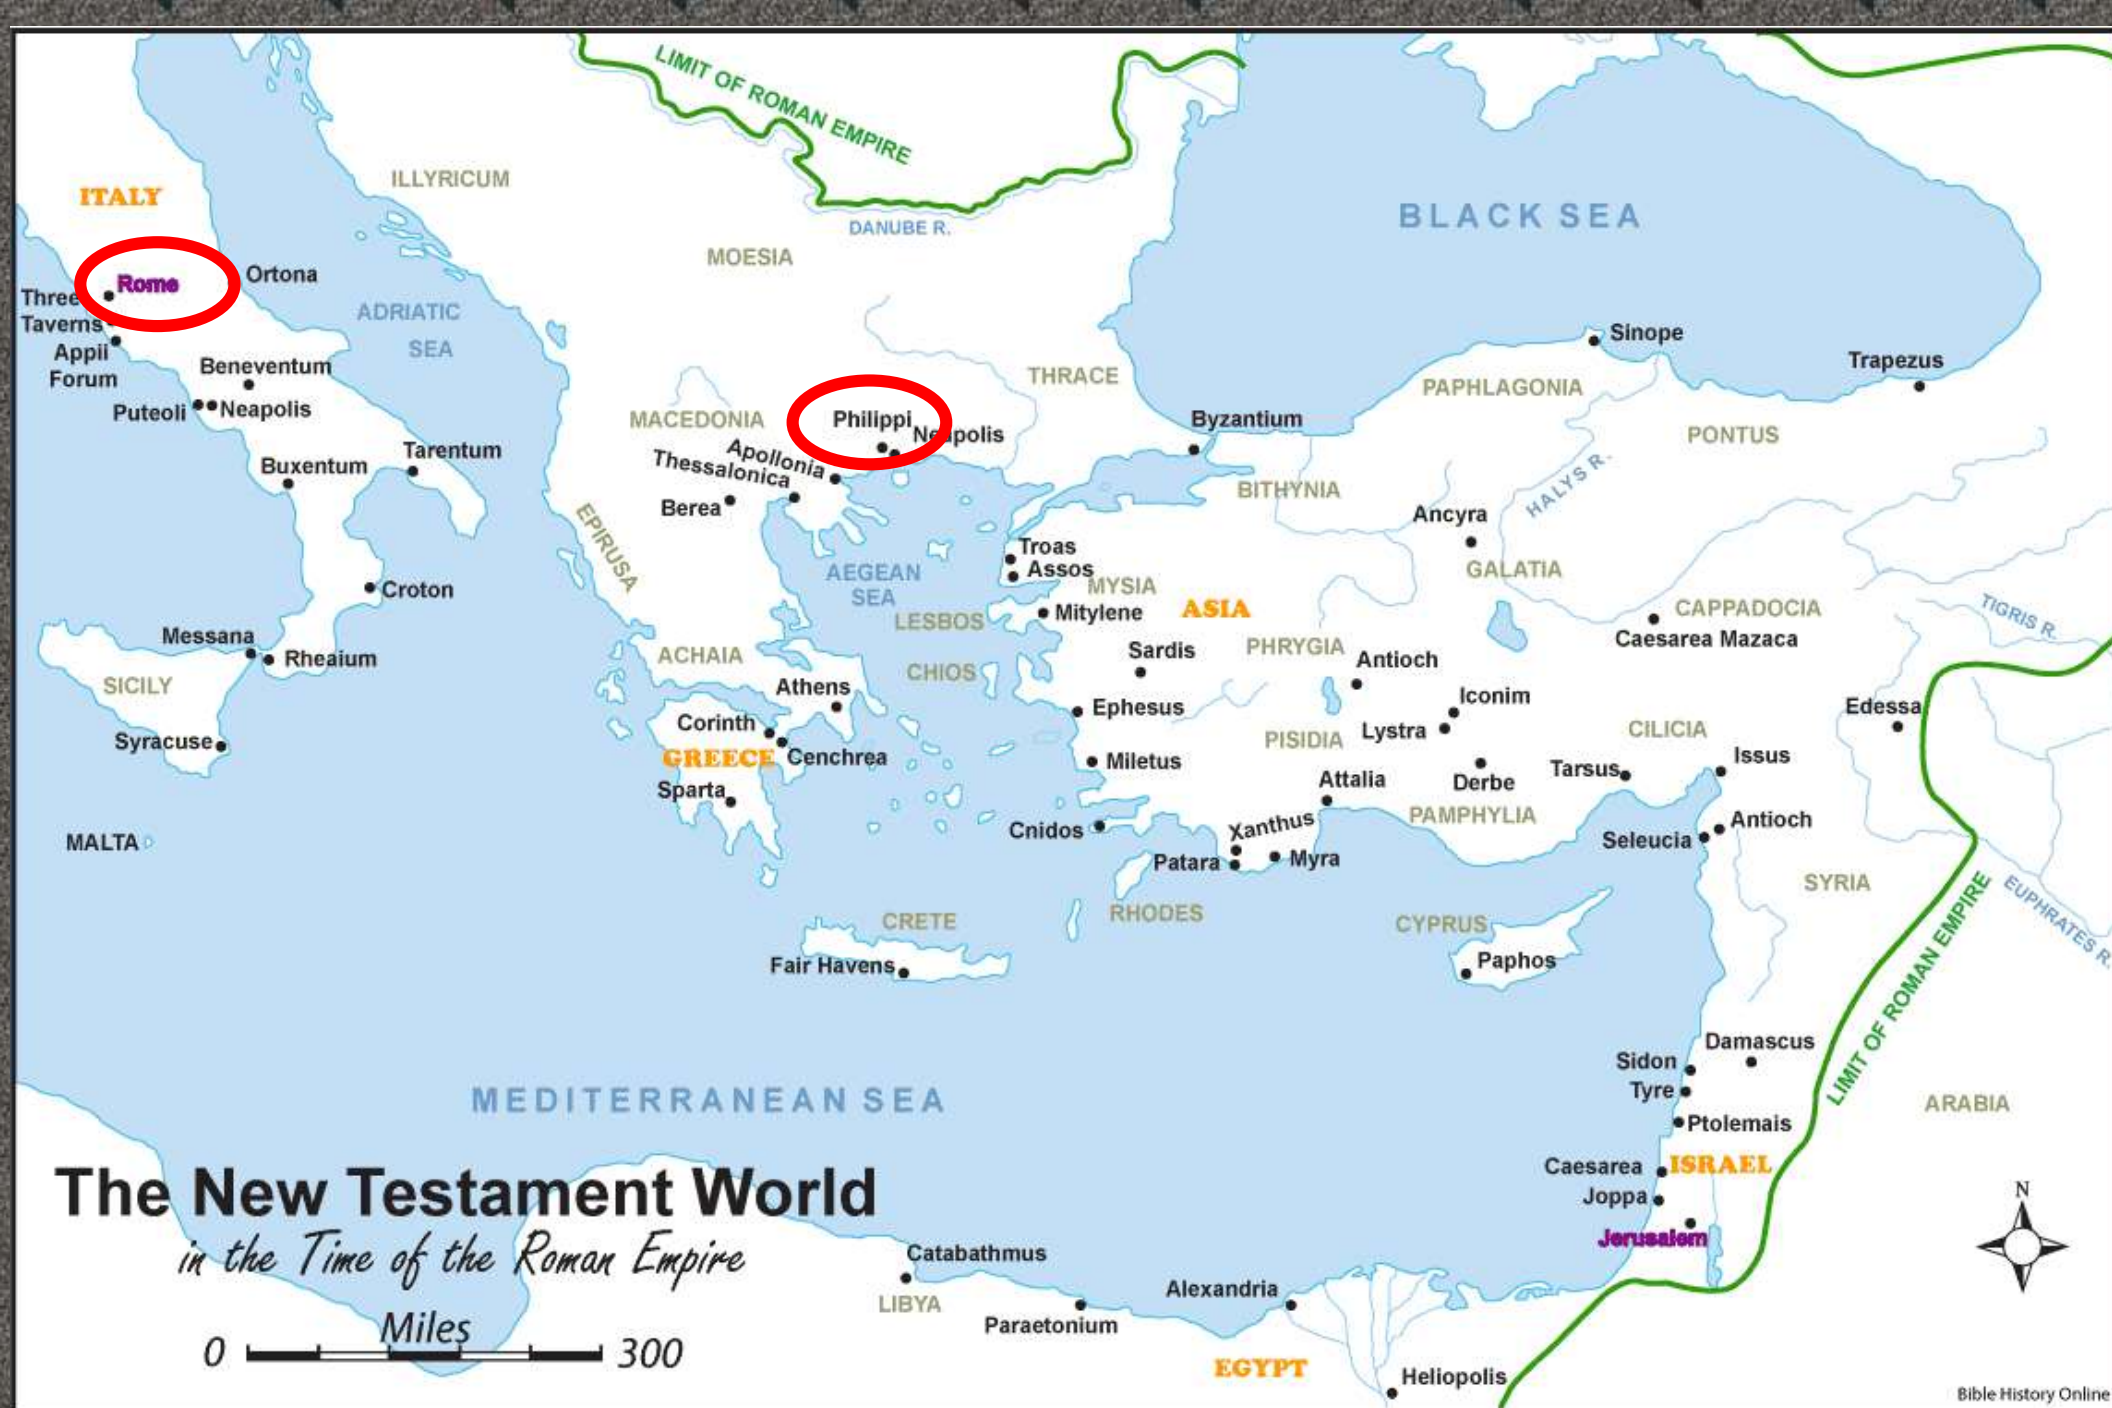 LIMIT OF ROMAN EMPIRE
ILLYRICUM
ITALY
BLACK SEA
DANUBE R.
MOESIA
Rome
Ortona
Three
Taverns
ADRIATIC
SEA
Appii
Forum
Beneventum
Puteoli
Neapolis
Sinope
Trapezus
THRACE
PAPHLAGONIA
MACEDONIA
Philippi
Neapolis
Byzantium
PONTUS
Apollonia
Thessalonica
Tarentum
Buxentum
Berea
BITHYNIA
HALYS R.
Ancyra
EPIRUSA
Troas
Assos
AEGEAN
SEA
MYSIA
GALATIA
Croton
LESBOS
Mitylene
ASIA
CAPPADOCIA
Caesarea Mazaca
TIGRIS R.
Messana
Rheaium
ACHAIA
Sardis
PHRYGIA
Antioch
CHIOS
SICILY
Athens
Iconim
Ephesus
Edessa
Corinth
Lystra
CILICIA
PISIDIA
Syracuse
GREECE
Cenchrea
Miletus
Issus
Tarsus
Derbe
Attalia
Sparta
PAMPHYLIA
Xanthus
Cnidos
Antioch
Seleucia
MALTA
Patara
Myra
SYRIA
EUPHRATES R.
RHODES
CRETE
CYPRUS
Fair Havens
Paphos
LIMIT OF ROMAN EMPIRE
Damascus
Sidon
Tyre
MEDITERRANEAN SEA
ARABIA
Ptolemais
Caesarea
ISRAEL
Joppa
Jerusalem
N
The New Testament World
in the Time of the Roman Empire
Catabathmus
LIBYA
Alexandria
Paraetonium
Miles
0 300
EGYPT
Heliopolis
Bible History Online